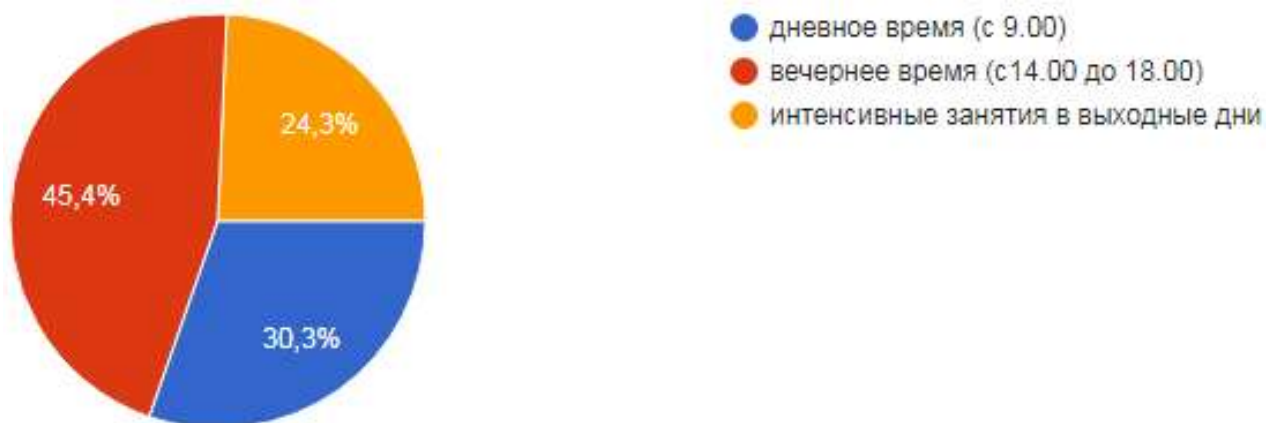 дневное время (с 9.00)
вечернее время (с14.00 до 18.00)
интенсивные занятия в выходные дни
24,3%
45,4%
30,3%